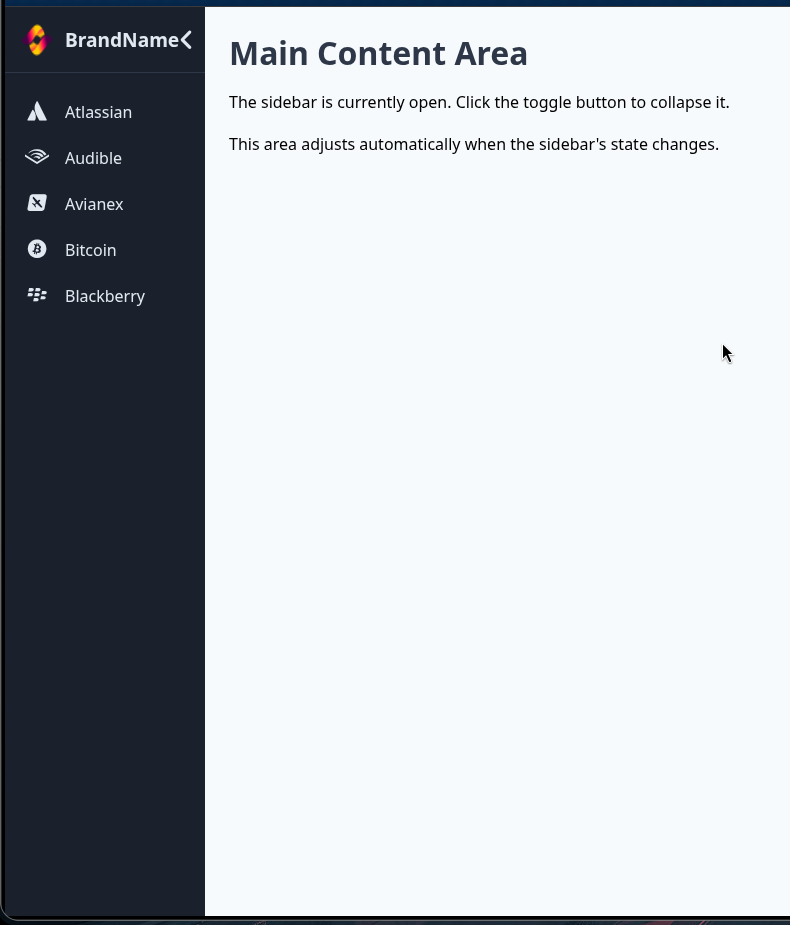 BrandName
Atlassian
Audible
Avianex
Bitcoin
Blackberry
Main Content Area
The sidebar is currently open. Click the toggle button to collapse it.
This area adjusts automatically when the sidebar's state changes.